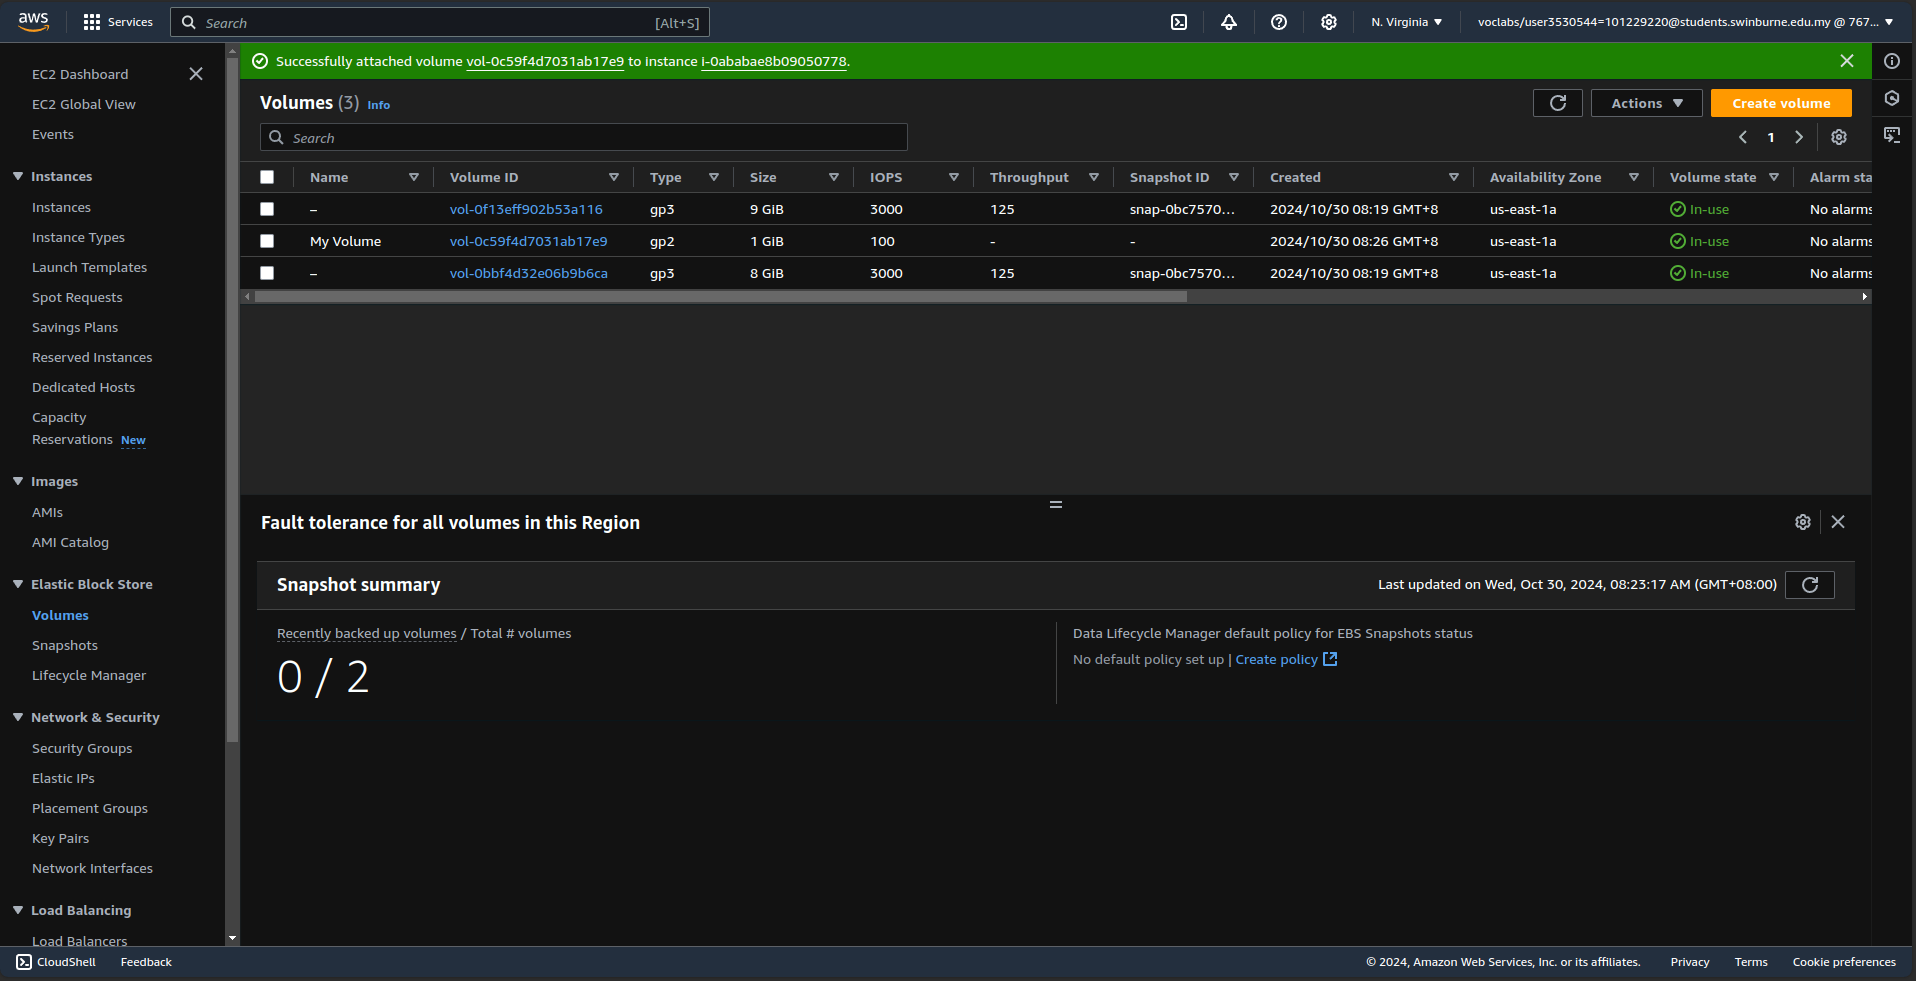 aws
Services
Search [Alt+S]
N. Virginia
voclabs/user3530544=101229220@students.swinburne.edu.my @ 767...
EC2 Dashboard
EC2 Global View
Events
Instances
Instances
Instance Types
Launch Templates
Spot Requests
Savings Plans
Reserved Instances
Dedicated Hosts
Capacity
Reservations New
Images
AMIs
AMI Catalog
Elastic Block Store
Volumes
Snapshots
Lifecycle Manager
Network & Security
Security Groups
Elastic IPs
Placement Groups
Key Pairs
Network Interfaces
Load Balancing
Load Balancers
Successfully attached volume vol-0c59f4d7031ab17e9 to instance i-0ababae8b09050778.
Volumes (3) Info
Actions
Create volume
Search
1
Name Volume ID Type Size IOPS Throughput Snapshot ID Created Availability Zone Volume state Alarm sta
– vol-0f13eff902b53a116 gp3 9 GiB 3000 125 snap-0bc7570... 2024/10/30 08:19 GMT+8 us-east-1a In-use No alarms
My Volume vol-0c59f4d7031ab17e9 gp2 1 GiB 100 - - 2024/10/30 08:26 GMT+8 us-east-1a In-use No alarms
– vol-0bbf4d32e06b9b6ca gp3 8 GiB 3000 125 snap-0bc7570... 2024/10/30 08:19 GMT+8 us-east-1a In-use No alarms
Fault tolerance for all volumes in this Region
Snapshot summary
Last updated on Wed, Oct 30, 2024, 08:23:17 AM (GMT+08:00)
Recently backed up volumes / Total # volumes
0 / 2
Data Lifecycle Manager default policy for EBS Snapshots status
No default policy set up | Create policy
CloudShell Feedback
© 2024, Amazon Web Services, Inc. or its affiliates. Privacy Terms Cookie preferences